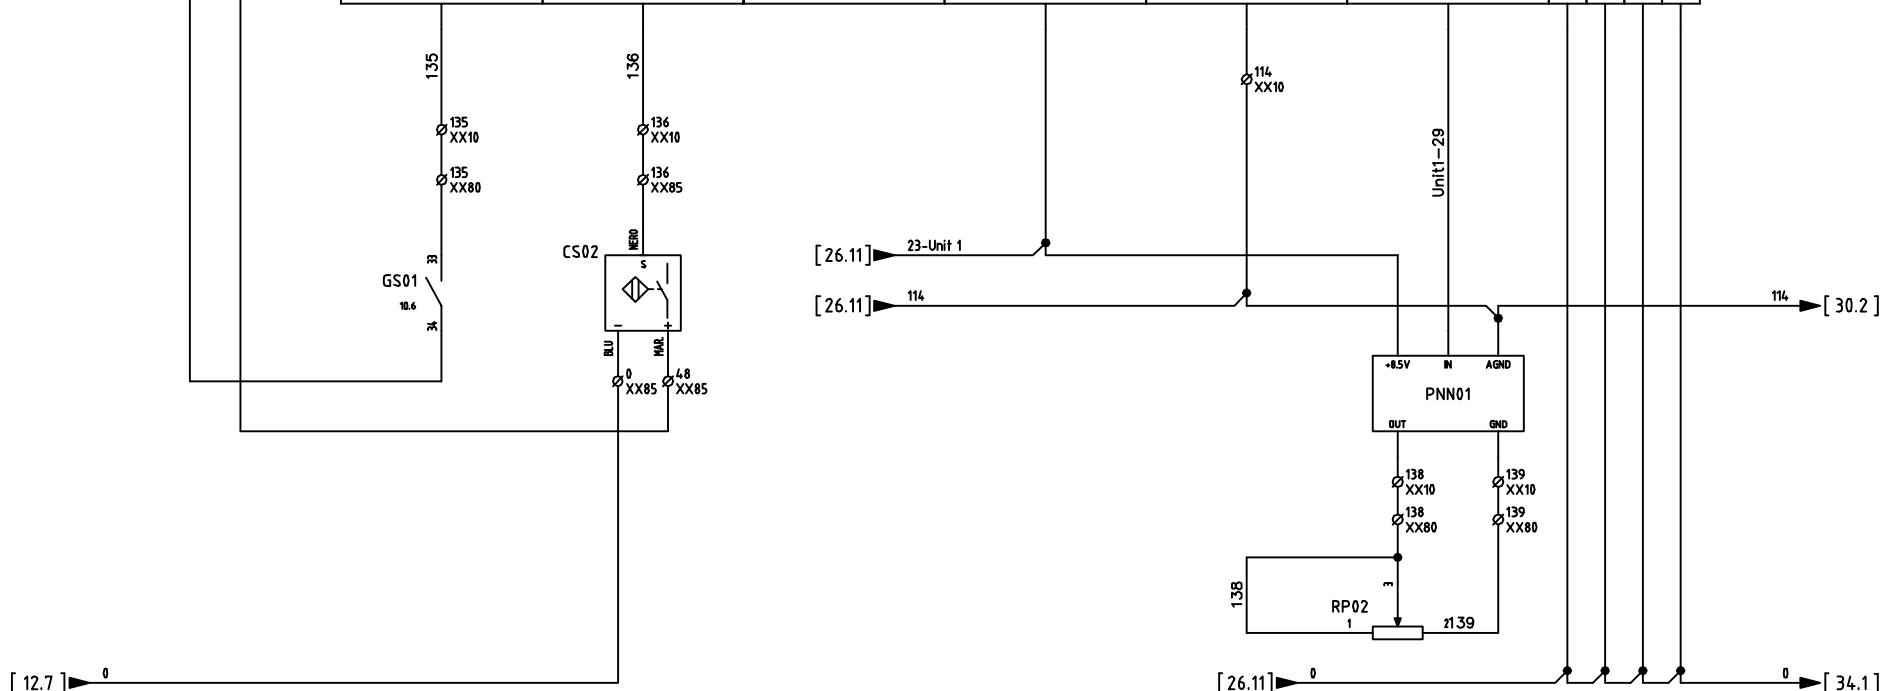 135
136
114
XX10
135
XX10
136
XX10
Unit1-29
135
XX80
136
XX85
NERO
CS02
S
[26.11]
23-Unit 1
33
GS01
10.6
34
[26.11]
114
114
[ 30.2 ]
-
+
BLU
MAR.
0
XX85
48
XX85
+8.5V
IN
AGND
PNN01
OUT
GND
138
XX10
139
XX10
138
XX80
139
XX80
138
3
RP02
1
2
139
[ 12.7 ]
0
[26.11]
0
0
[ 34.1 ]